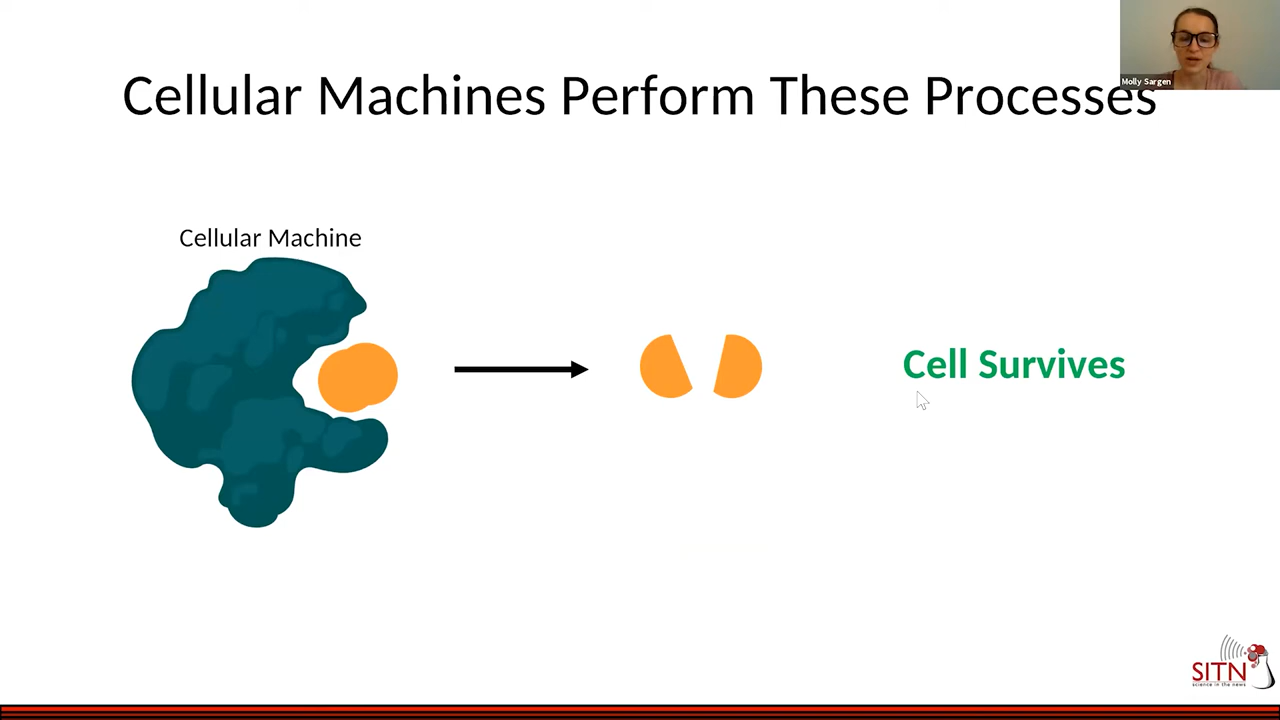 Molly Sargen
Cellular Machines Perform These Processes
Cellular Machine
Cell Survives
SITN
science in the news